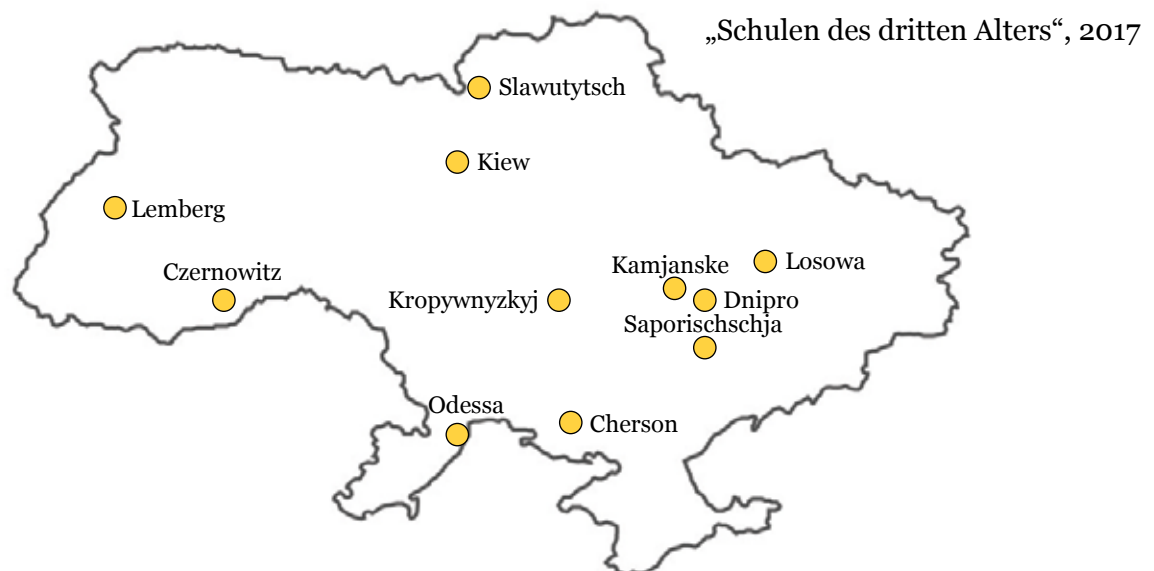 „Schulen des dritten Alters“, 2017
Slawutytsch
Kiew
Lemberg
Czernowitz
Kropywnyzkyj
Kamjanske
Losowa
Dnipro
Saporischschja
Odessa
Cherson